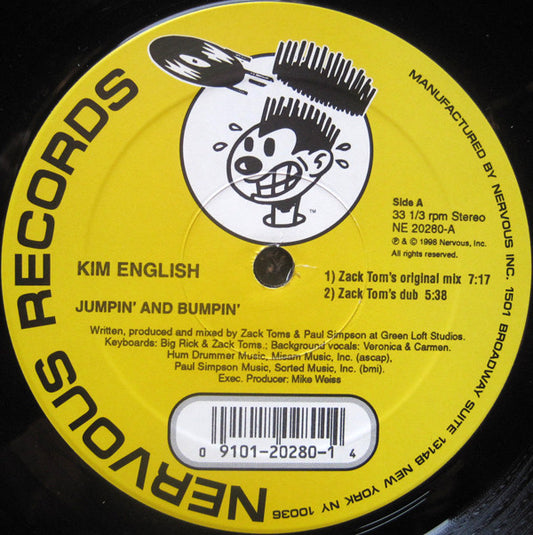 NERVOUS RECORDS
MANUFACTURED BY NERVOUS INC. 1501 BROADWAY SUITE 1314B NEW YORK NY 10036
TM
Side A
33 1/3 rpm Stereo
NE 20280-A
℗ & © 1998 Nervous, Inc.
All rights reserved.
KIM ENGLISH
JUMPIN' AND BUMPIN'
1) Zack Tom's original mix 7:17
2) Zack Tom's dub 5:38
Written, produced and mixed by Zack Toms & Paul Simpson at Green Loft Studios.
Keyboards: Big Rick & Zack Toms.; Background vocals: Veronica & Carmen.
Hum Drummer Music, Misam Music, Inc. (ascap),
Paul Simpson Music, Sorted Music, Inc. (bmi).
Exec. Producer: Mike Weiss
0 9101-20280-1 4